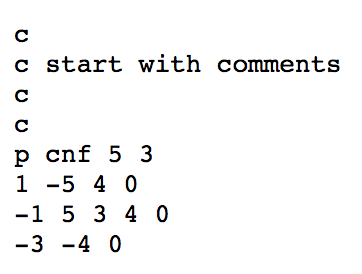 c
c start with comments
c
c
p cnf 5 3
1 -5 4 0
-1 5 3 4 0
-3 -4 0